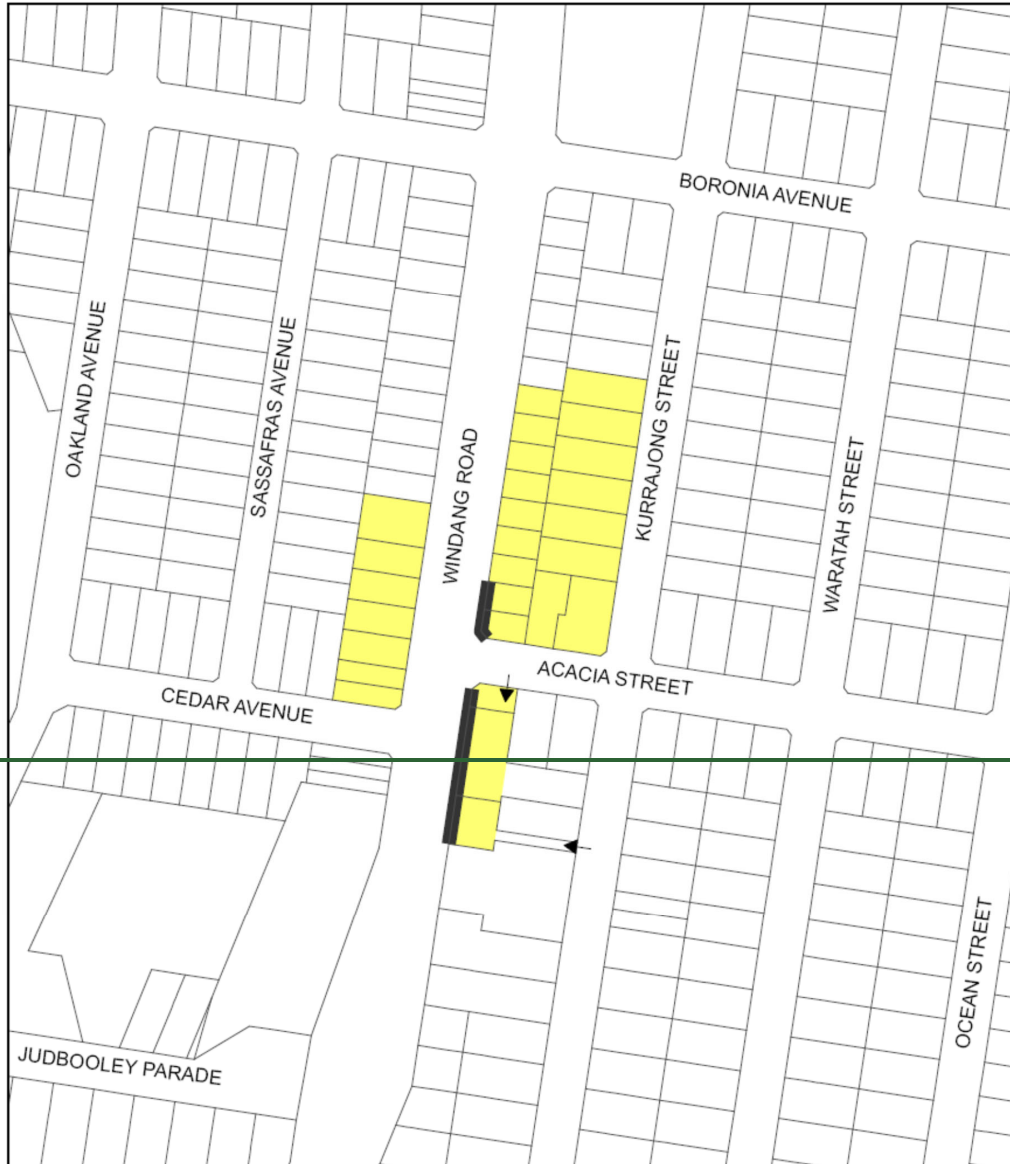 BORONIA AVENUE
OAKLAND AVENUE
SASSAFRAS AVENUE
WINDANG ROAD
KURRAJONG STREET
WARATAH STREET
ACACIA STREET
CEDAR AVENUE
OCEAN STREET
JUDBOOLEY PARADE